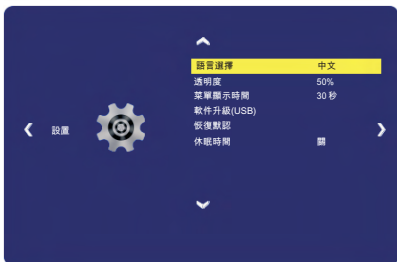 設置
語言選擇 中文
透明度 50%
菜單顯示時間 30 秒
軟件升級(USB)
恢復默認
休眠時間 關